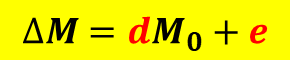 ΔM = dM₀ + e